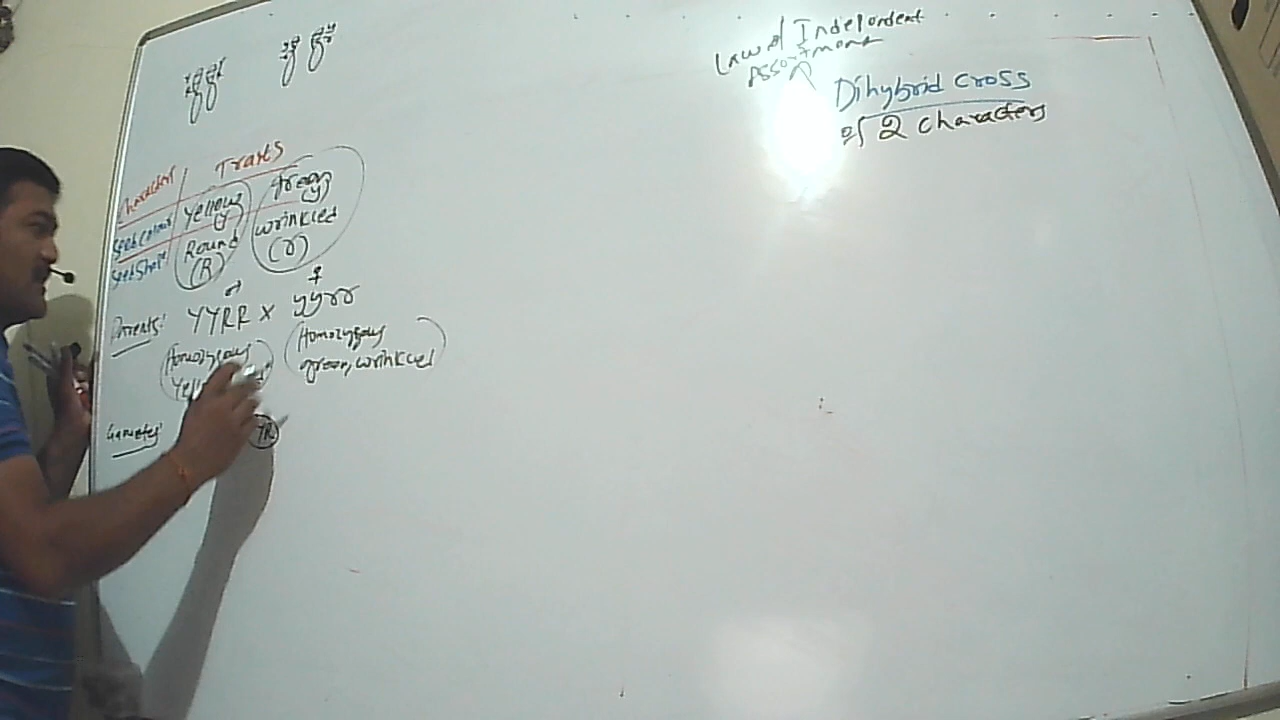 Law of Independent
Assortment
Dihybrid cross
of 2 characters
Character Traits
Seed colour Yellow green
Seed Shape Round wrinkled
(R) (r)
♂ ♀
Parents: YYRR X yyrr
Homozygous
Homozygous
green, wrinkled
Gametes: YR